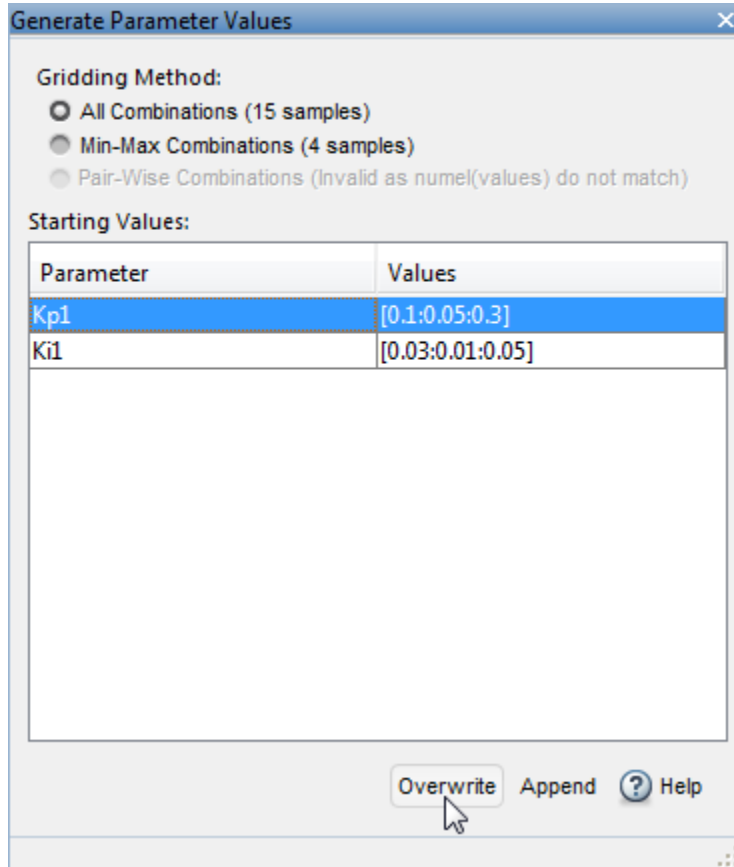 Generate Parameter Values
Gridding Method:
All Combinations (15 samples)
Min-Max Combinations (4 samples)
Pair-Wise Combinations (Invalid as numel(values) do not match)
Starting Values:
Parameter Values
Kp1 [0.1:0.05:0.3]
Ki1 [0.03:0.01:0.05]
Overwrite Append ? Help